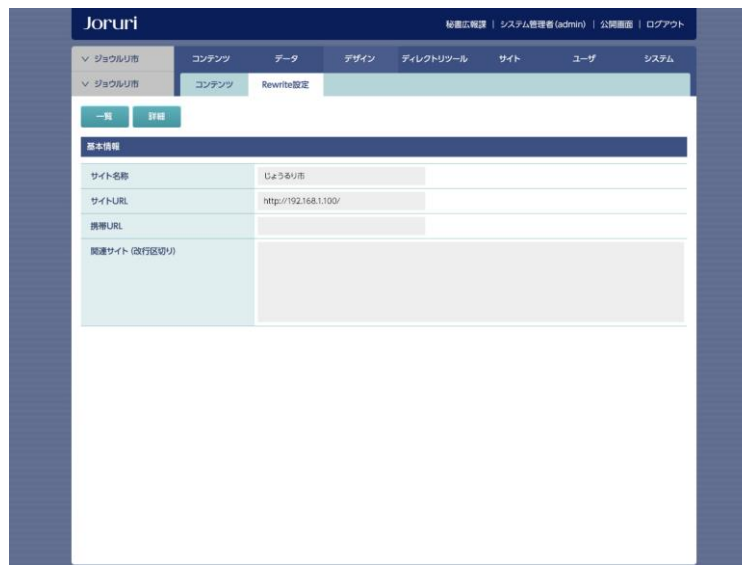 Joruri 秘書広報課 | システム管理者(admin) | 公開画面 | ログアウト
∨ ジョウルリ市 コンテンツ データ デザイン ディレクトリツール サイト ユーザ システム
∨ ジョウルリ市 コンテンツ Rewrite設定
一覧 詳細
基本情報
サイト名称 じょうるり市
サイトURL http://192.168.1.100/
携帯URL
関連サイト (改行区切り)